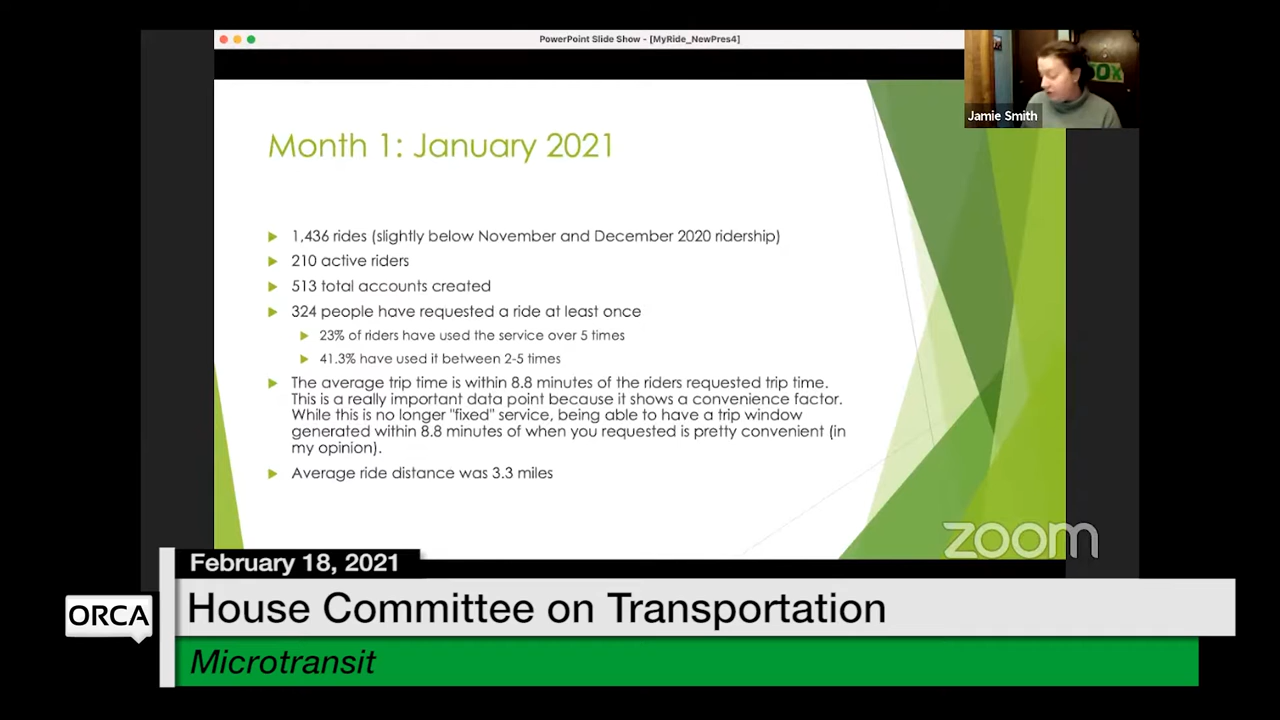 PowerPoint Slide Show - [MyRide_NewPres4]
Jamie Smith
Month 1: January 2021
1,436 rides (slightly below November and December 2020 ridership)
210 active riders
513 total accounts created
324 people have requested a ride at least once
23% of riders have used the service over 5 times
41.3% have used it between 2-5 times
The average trip time is within 8.8 minutes of the riders requested trip time.
This is a really important data point because it shows a convenience factor.
While this is no longer "fixed" service, being able to have a trip window
generated within 8.8 minutes of when you requested is pretty convenient (in
my opinion).
Average ride distance was 3.3 miles
zoom
February 18, 2021
ORCA
House Committee on Transportation
Microtransit